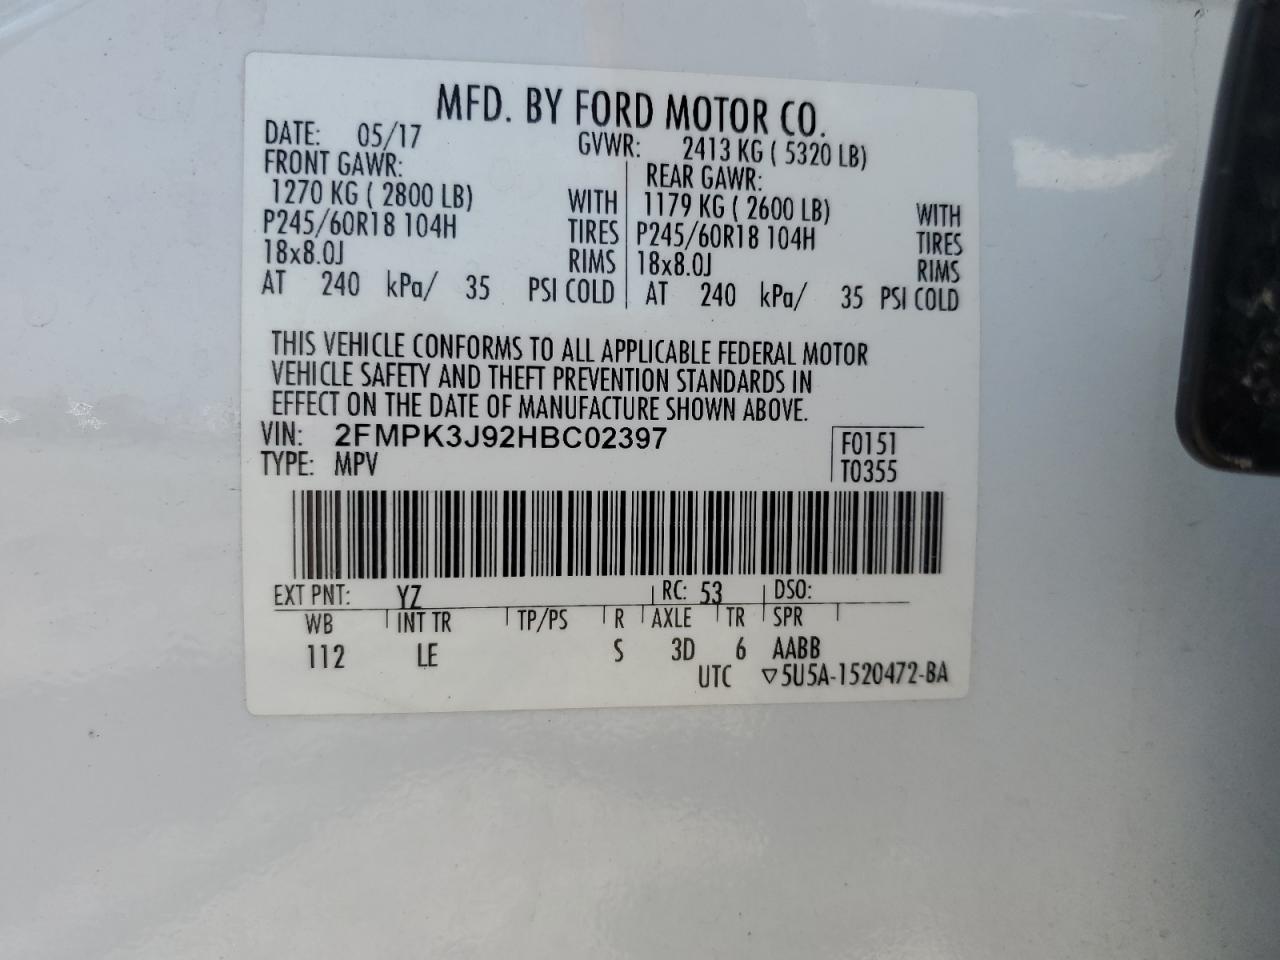 MFD. BY FORD MOTOR CO.
DATE: 05/17 GVWR: 2413 KG ( 5320 LB)
FRONT GAWR: REAR GAWR:
1270 KG ( 2800 LB) WITH 1179 KG ( 2600 LB) WITH
P245/60R18 104H TIRES P245/60R18 104H TIRES
18x8.0J RIMS 18x8.0J RIMS
AT 240 kPa/ 35 PSI COLD AT 240 kPa/ 35 PSI COLD
THIS VEHICLE CONFORMS TO ALL APPLICABLE FEDERAL MOTOR
VEHICLE SAFETY AND THEFT PREVENTION STANDARDS IN
EFFECT ON THE DATE OF MANUFACTURE SHOWN ABOVE.
VIN: 2FMPK3J92HBC02397 F0151
TYPE: MPV T0355
EXT PNT: YZ RC: 53 DSO:
WB INT TR TP/PS R AXLE TR SPR
112 LE S 3D 6 AABB
UTC ▽5U5A-1520472-BA